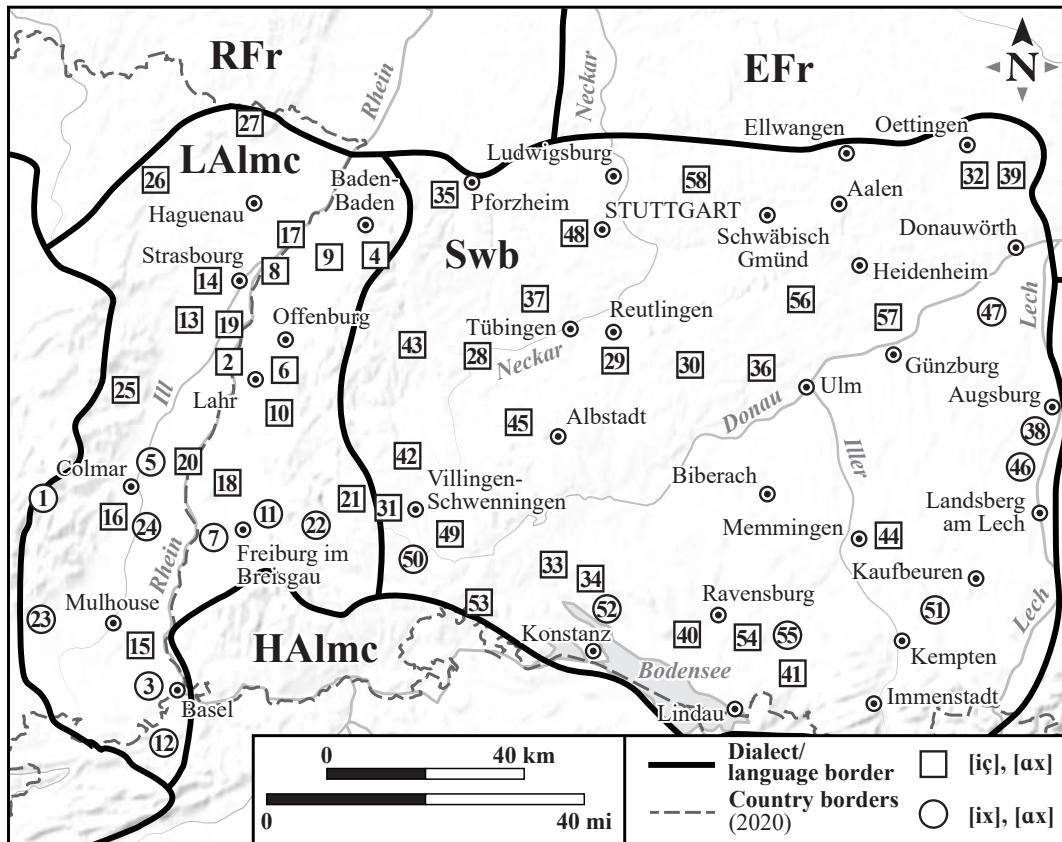 RFr
EFr
N
Rhein
Neckar
27
Ellwangen
Oettingen
LAlmc
Ludwigsburg
26
Baden-
Baden
35
Pforzheim
58
32
39
Haguenau
Aalen
STUTTGART
Schwäbisch
Gmünd
Donauwörth
17
48
Strasbourg
9
4
Swb
8
Heidenheim
14
37
56
47
Lech
13
19
Offenburg
Tübingen
Reutlingen
57
43
28
Neckar
29
30
36
Günzburg
2
6
25
Ill
Lahr
Donau
Ulm
Augsburg
10
45
Albstadt
38
5
20
42
Iller
46
Colmar
18
Villingen-
Schwenningen
Biberach
1
21
31
Landsberg
am Lech
16
24
11
22
7
49
Memmingen
44
Rhein
Freiburg im
Breisgau
50
33
34
Kaufbeuren
Mulhouse
53
52
Ravensburg
51
Lech
23
15
HAlmc
Konstanz
40
54
55
Kempten
Bodensee
41
3
Basel
Lindau
Immenstadt
12
0
40 km
0
40 mi
Dialect/
language border
Country borders
(2020)
[iç], [ɑx]
[ix], [ɑx]